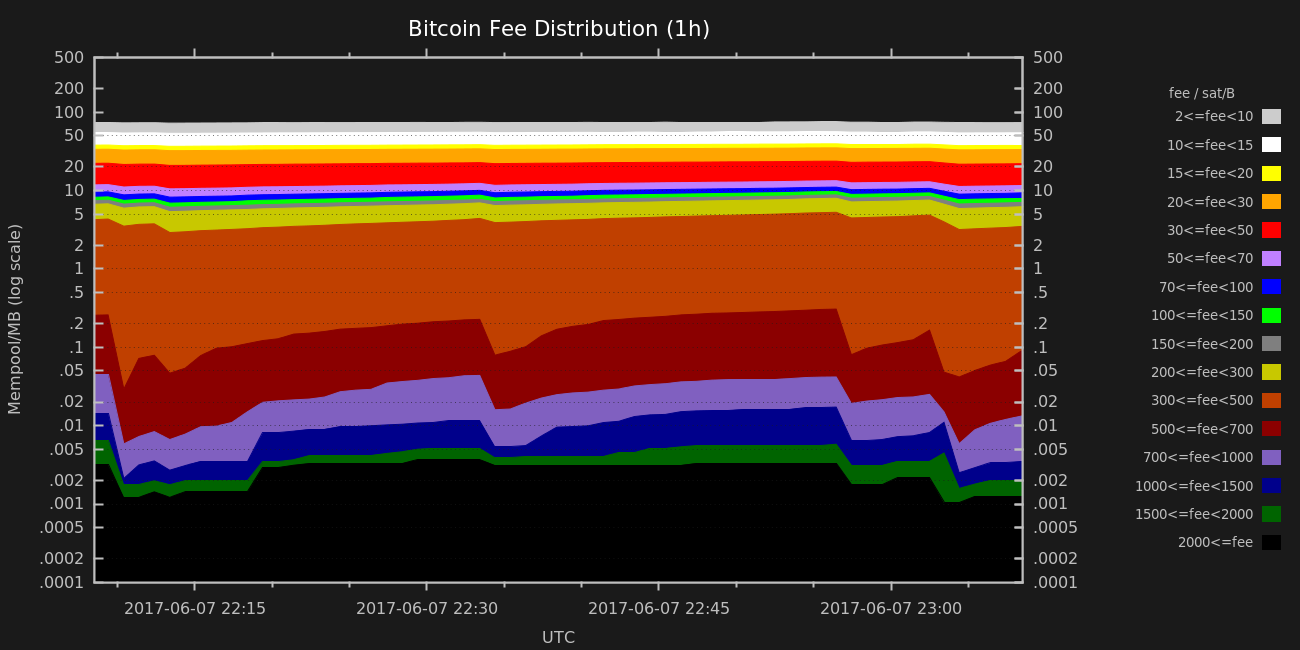 Bitcoin Fee Distribution (1h)
500 500
200 200
100 100
50 50
20 20
10 10
5 5
2 2
1 1
.5 .5
.2 .2
.1 .1
.05 .05
.02 .02
.01 .01
.005 .005
.002 .002
.001 .001
.0005 .0005
.0002 .0002
.0001 .0001
Mempool/MB (log scale)
2017-06-07 22:15 2017-06-07 22:30 2017-06-07 22:45 2017-06-07 23:00
UTC
fee / sat/B
2<=fee<10
10<=fee<15
15<=fee<20
20<=fee<30
30<=fee<50
50<=fee<70
70<=fee<100
100<=fee<150
150<=fee<200
200<=fee<300
300<=fee<500
500<=fee<700
700<=fee<1000
1000<=fee<1500
1500<=fee<2000
2000<=fee